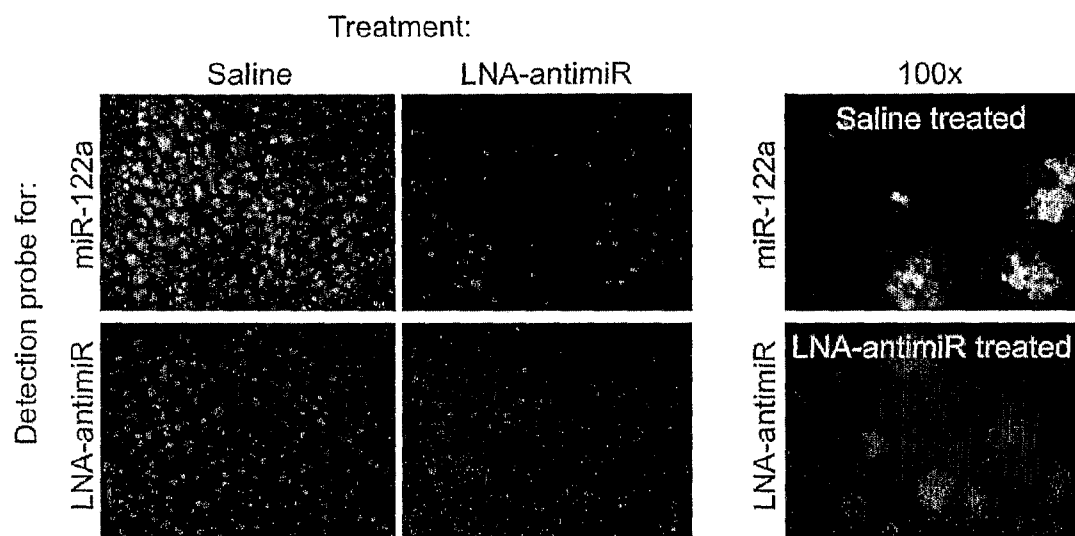 Treatment:
Saline
LNA-antimiR
100x
Detection probe for:
miR-122a
Saline treated
miR-122a
LNA-antimiR
LNA-antimiR treated
LNA-antimiR